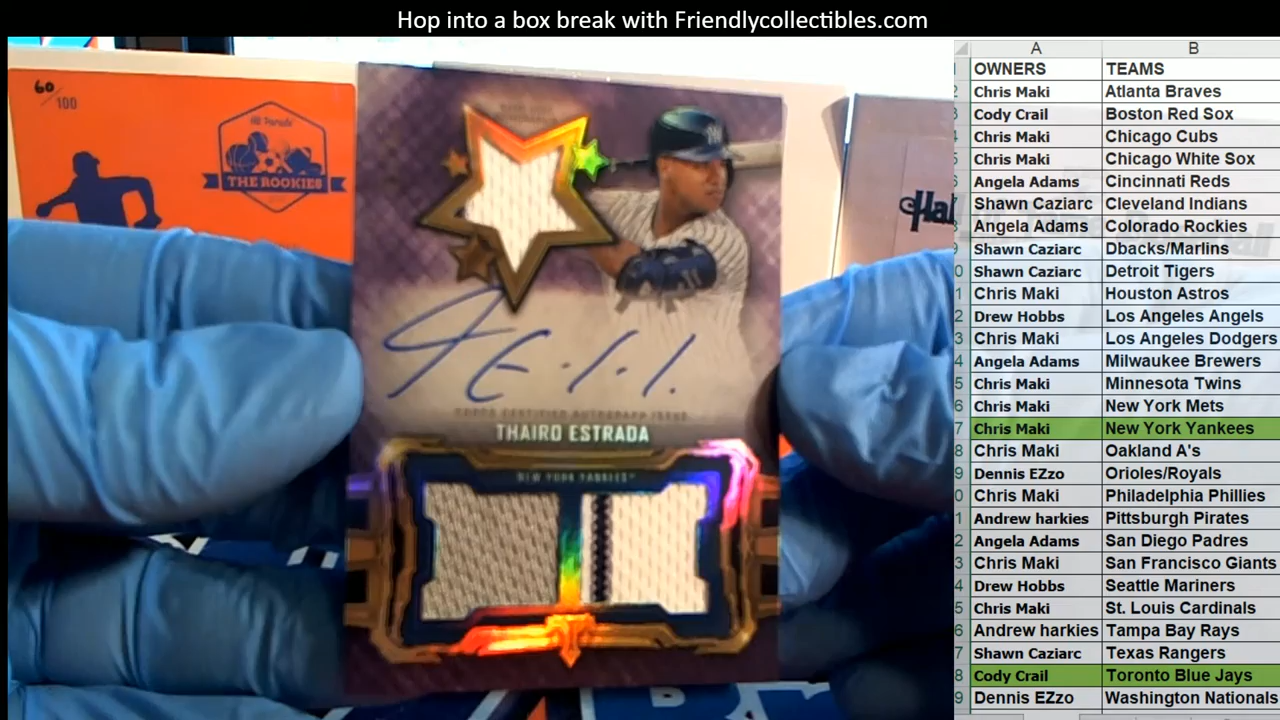 Hop into a box break with Friendlycollectibles.com
60
/100
Hit Parade
THE ROOKIES
Hal
TOPPS CERTIFIED AUTOGRAPH ISSUE
THAIRO ESTRADA
NEW YORK YANKEES
A B
OWNERS TEAMS
Chris Maki Atlanta Braves
Cody Crail Boston Red Sox
Chris Maki Chicago Cubs
Chris Maki Chicago White Sox
Angela Adams Cincinnati Reds
Shawn Caziarc Cleveland Indians
Angela Adams Colorado Rockies
Shawn Caziarc Dbacks/Marlins
Shawn Caziarc Detroit Tigers
Chris Maki Houston Astros
Drew Hobbs Los Angeles Angels
Chris Maki Los Angeles Dodgers
Angela Adams Milwaukee Brewers
Chris Maki Minnesota Twins
Chris Maki New York Mets
Chris Maki New York Yankees
Chris Maki Oakland A's
Dennis EZzo Orioles/Royals
Chris Maki Philadelphia Phillies
Andrew harkies Pittsburgh Pirates
Angela Adams San Diego Padres
Chris Maki San Francisco Giants
Drew Hobbs Seattle Mariners
Chris Maki St. Louis Cardinals
Andrew harkies Tampa Bay Rays
Shawn Caziarc Texas Rangers
Cody Crail Toronto Blue Jays
Dennis EZzo Washington Nationals